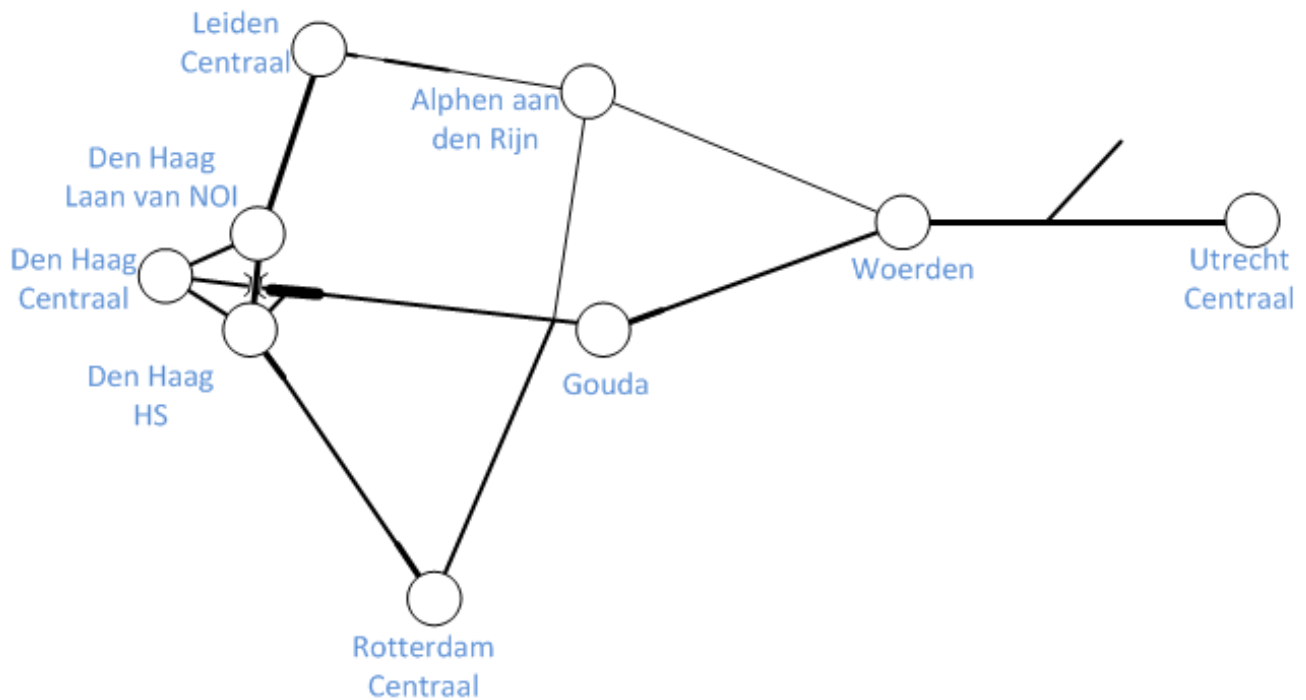 Leiden
Centraal
Alphen aan
den Rijn
Den Haag
Laan van NOI
Den Haag
Centraal
Woerden
Utrecht
Centraal
Den Haag
HS
Gouda
Rotterdam
Centraal